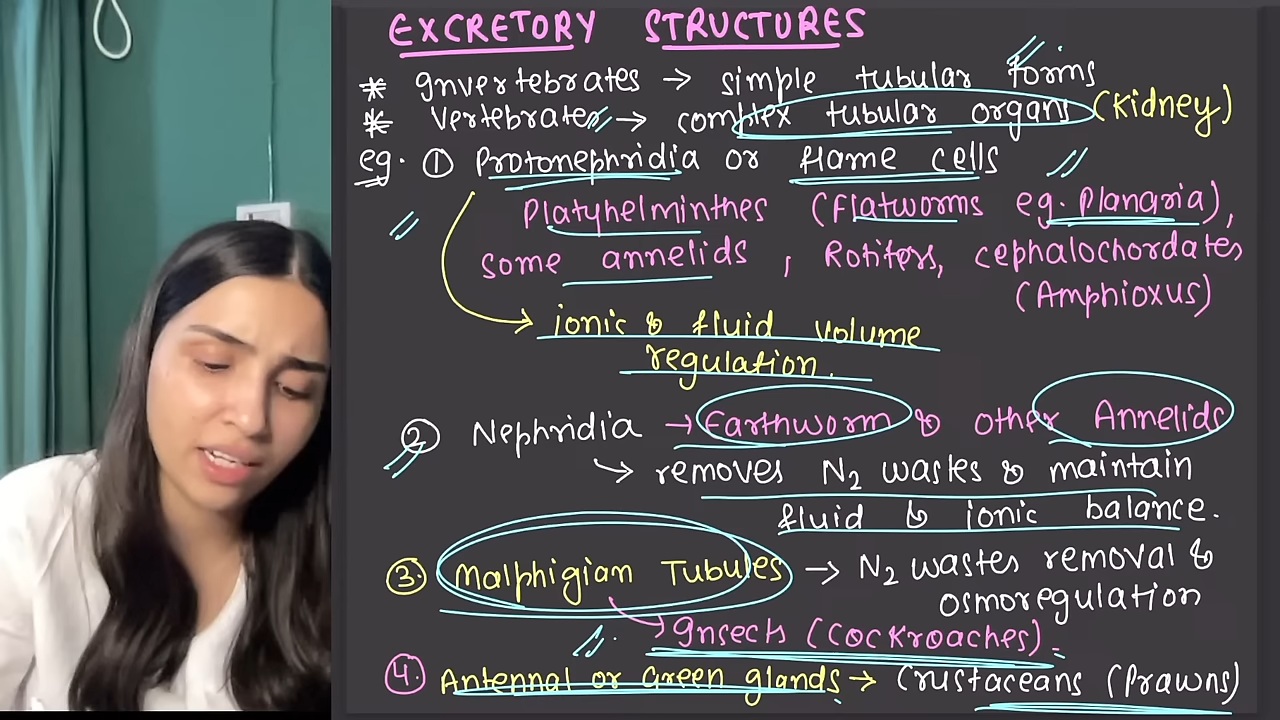 EXCRETORY STRUCTURES
* Invertebrates → simple tubular forms
* Vertebrates → complex tubular organs (Kidney)
eg. ① Protonephridia or flame cells
Platyhelminthes (Flatworms eg. Planaria),
some annelids, Rotifers, cephalochordates
(Amphioxus)
→ ionic & fluid volume
regulation.
② Nephridia → Earthworm & other Annelids
↳ removes N₂ wastes & maintain
fluid & ionic balance.
③ Malphigian Tubules → N₂ wastes removal &
osmoregulation
→ Insects (Cockroaches).
④. Antennal or Green glands → Crustaceans (Prawns)